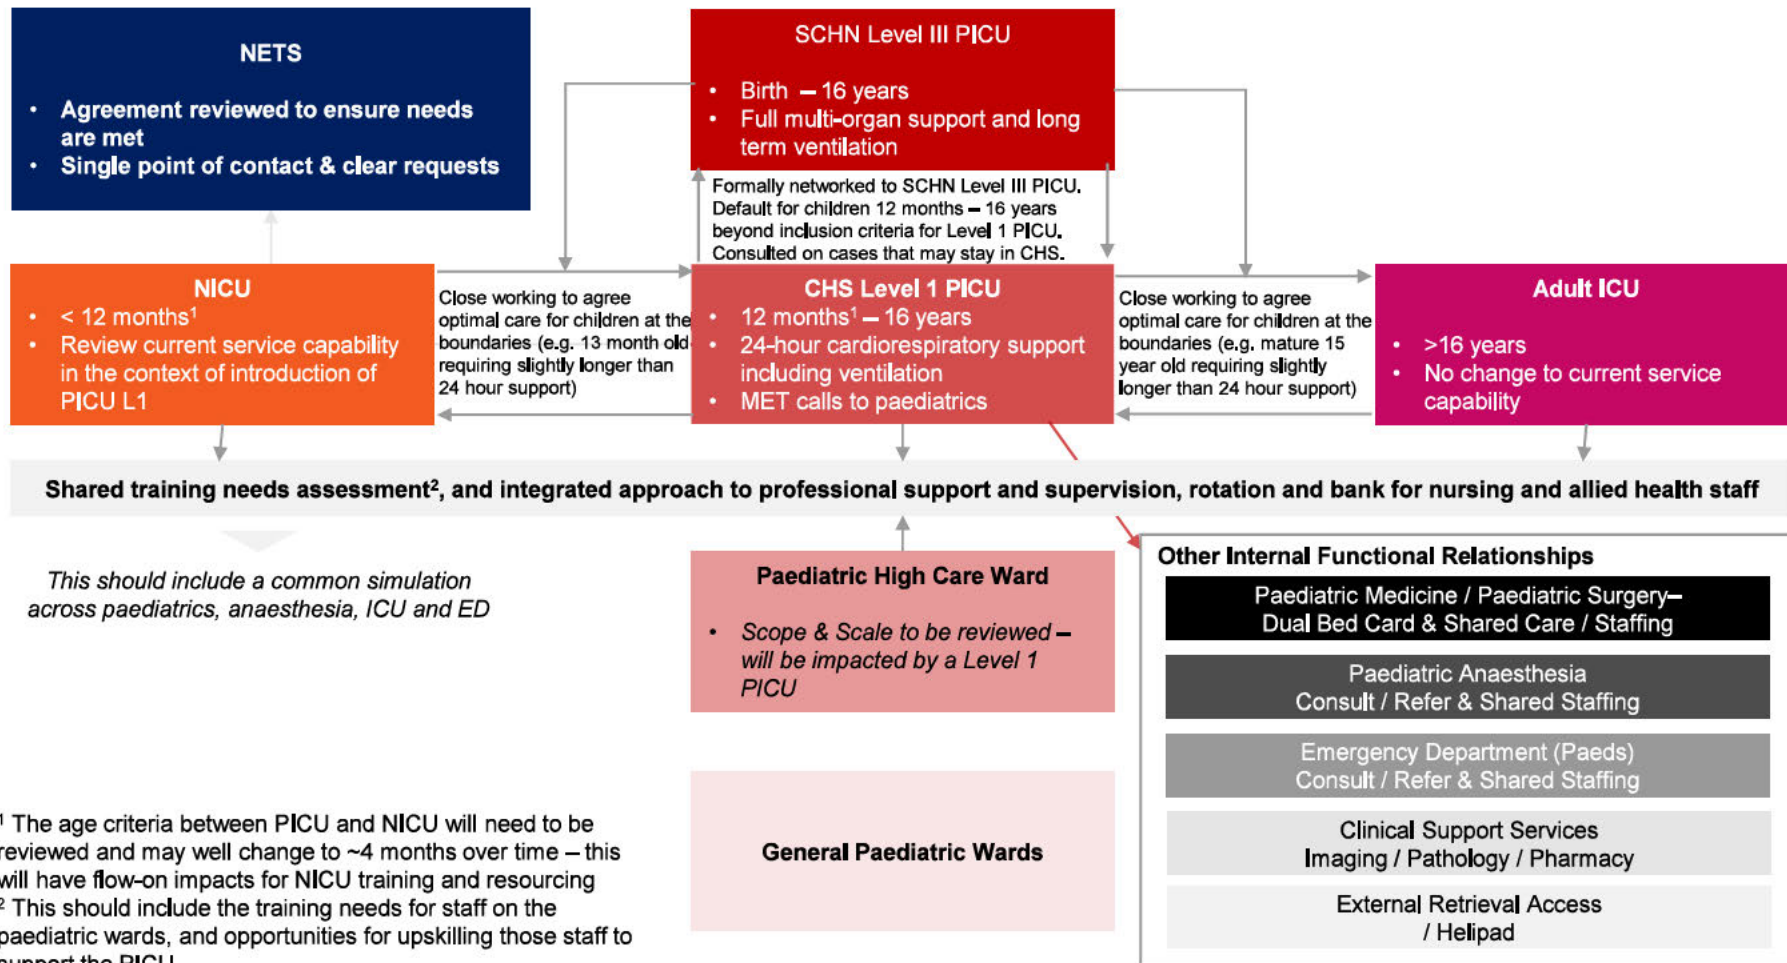 NETS
• Agreement reviewed to ensure needs
are met
• Single point of contact & clear requests
SCHN Level III PICU
• Birth – 16 years
• Full multi-organ support and long
term ventilation
Formally networked to SCHN Level III PICU.
Default for children 12 months – 16 years
beyond inclusion criteria for Level 1 PICU.
Consulted on cases that may stay in CHS.
NICU
• < 12 months¹
• Review current service capability
in the context of introduction of
PICU L1
Close working to agree
optimal care for children at the
boundaries (e.g. 13 month old
requiring slightly longer than
24 hour support)
CHS Level 1 PICU
• 12 months¹ – 16 years
• 24-hour cardiorespiratory support
including ventilation
• MET calls to paediatrics
Close working to agree
optimal care for children at the
boundaries (e.g. mature 15
year old requiring slightly
longer than 24 hour support)
Adult ICU
• >16 years
• No change to current service
capability
Shared training needs assessment², and integrated approach to professional support and supervision, rotation and bank for nursing and allied health staff
This should include a common simulation
across paediatrics, anaesthesia, ICU and ED
Paediatric High Care Ward
• Scope & Scale to be reviewed –
will be impacted by a Level 1
PICU
General Paediatric Wards
Other Internal Functional Relationships
Paediatric Medicine / Paediatric Surgery–
Dual Bed Card & Shared Care / Staffing
Paediatric Anaesthesia
Consult / Refer & Shared Staffing
Emergency Department (Paeds)
Consult / Refer & Shared Staffing
Clinical Support Services
Imaging / Pathology / Pharmacy
External Retrieval Access
/ Helipad
¹ The age criteria between PICU and NICU will need to be
reviewed and may well change to ~4 months over time – this
will have flow-on impacts for NICU training and resourcing
² This should include the training needs for staff on the
paediatric wards, and opportunities for upskilling those staff to
support the PICU